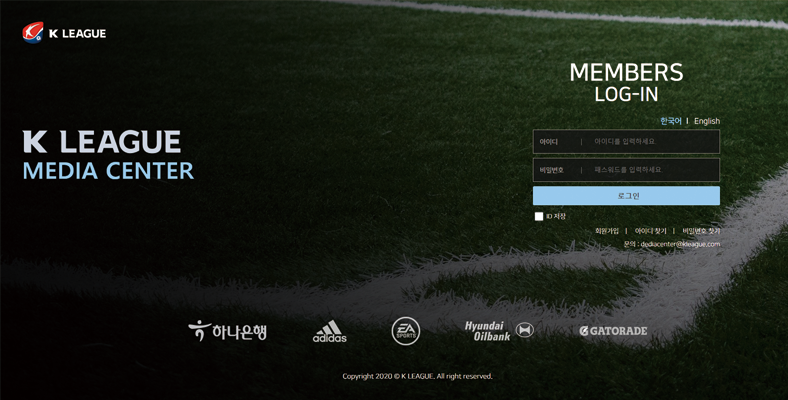 K LEAGUE
MEMBERS
LOG-IN
한국어 | English
K LEAGUE
MEDIA CENTER
아이디 | 아이디를 입력하세요
비밀번호 | 패스워드를 입력하세요
로그인
ID 저장
회원가입 | 아이디 찾기 | 비밀번호 찾기
문의 : dediacenter@kleague.com
하나은행
adidas
EA SPORTS
Hyundai
Oilbank
G GATORADE
Copyright 2020 © K LEAGUE. All right reserved.